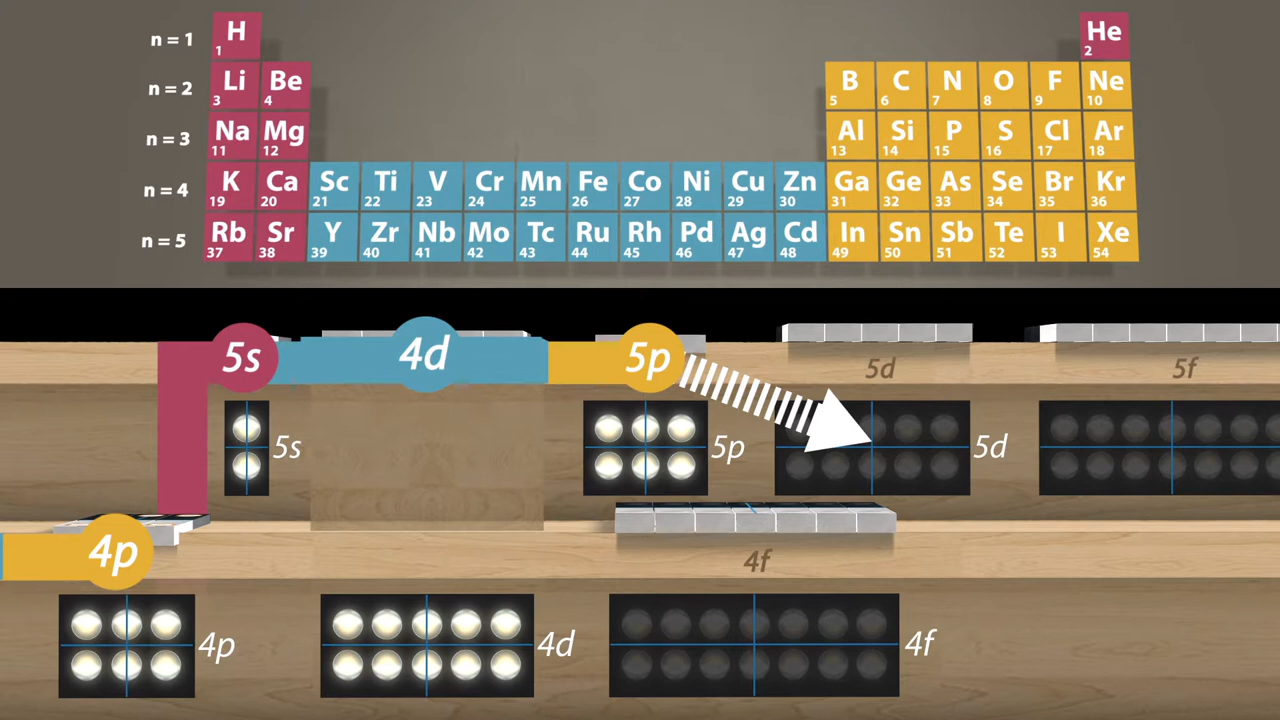 n = 1 H 1 He 2
n = 2 Li 3 Be 4 B 5 C 6 N 7 O 8 F 9 Ne 10
n = 3 Na 11 Mg 12 Al 13 Si 14 P 15 S 16 Cl 17 Ar 18
n = 4 K 19 Ca 20 Sc 21 Ti 22 V 23 Cr 24 Mn 25 Fe 26 Co 27 Ni 28 Cu 29 Zn 30 Ga 31 Ge 32 As 33 Se 34 Br 35 Kr 36
n = 5 Rb 37 Sr 38 Y 39 Zr 40 Nb 41 Mo 42 Tc 43 Ru 44 Rh 45 Pd 46 Ag 47 Cd 48 In 49 Sn 50 Sb 51 Te 52 I 53 Xe 54
5s 4d 5p 5d 5f
5s 5p 5d
4p 4f
4p 4d 4f